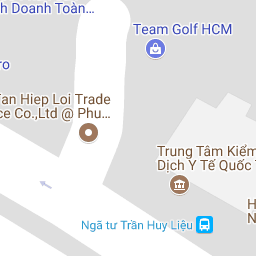 h Doanh Toàn...
Team Golf HCM
ro
an Hiep Loi Trade
ce Co.,Ltd @ Phu...
Trung Tâm Kiểm
Dịch Y Tế Quốc T
Ngã tư Trần Huy Liệu
H
N